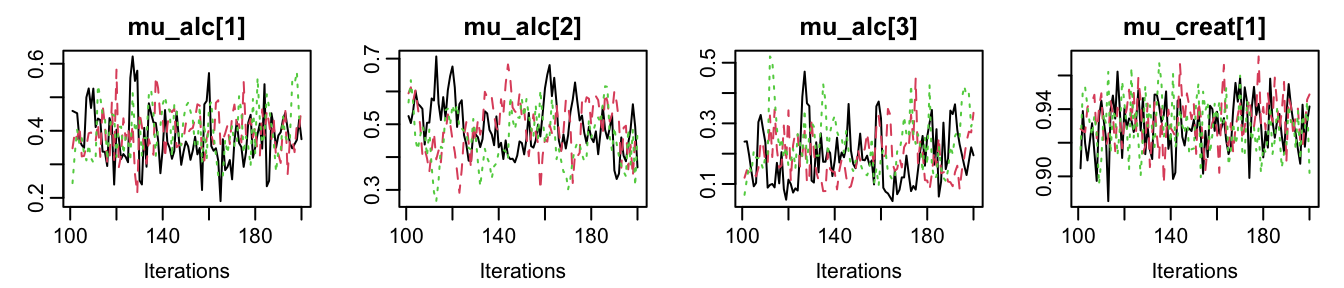 mu_alc[1]
0.2 0.4 0.6
100 140 180
Iterations
mu_alc[2]
0.3 0.5 0.7
100 140 180
Iterations
mu_alc[3]
0.1 0.3 0.5
100 140 180
Iterations
mu_creat[1]
0.90 0.94
100 140 180
Iterations